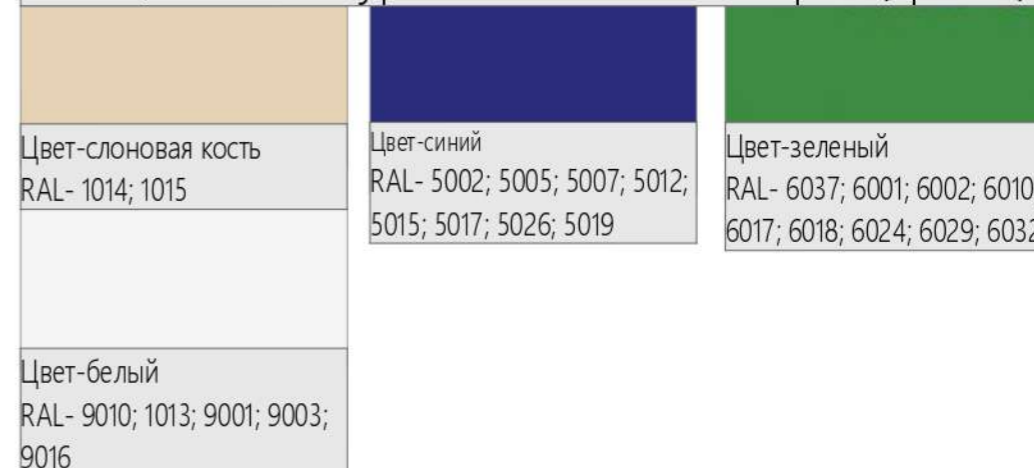 Цвет-слоновая кость
RAL- 1014; 1015
Цвет-белый
RAL- 9010; 1013; 9001; 9003;
9016
Цвет-синий
RAL- 5002; 5005; 5007; 5012;
5015; 5017; 5026; 5019
Цвет-зеленый
RAL- 6037; 6001; 6002; 6010
6017; 6018; 6024; 6029; 6032